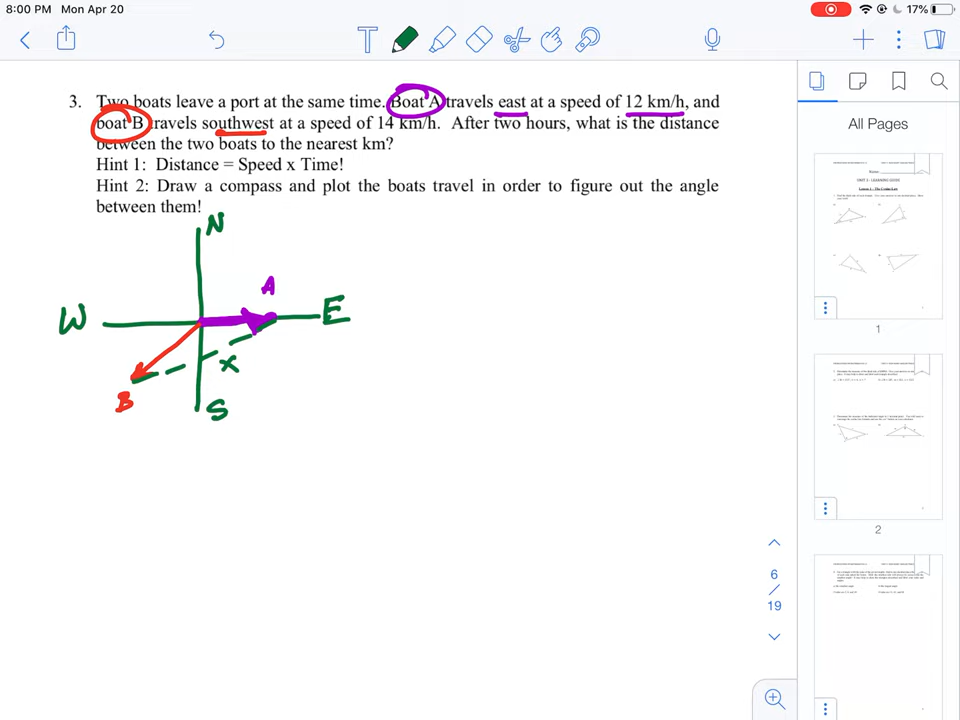 8:00 PM Mon Apr 20
17%
3. Two boats leave a port at the same time. Boat A travels east at a speed of 12 km/h, and
boat B travels southwest at a speed of 14 km/h. After two hours, what is the distance
between the two boats to the nearest km?
Hint 1: Distance = Speed x Time!
Hint 2: Draw a compass and plot the boats travel in order to figure out the angle
between them!
N
A
W
E
x
B
S
T
All Pages
1
2
6
/
19